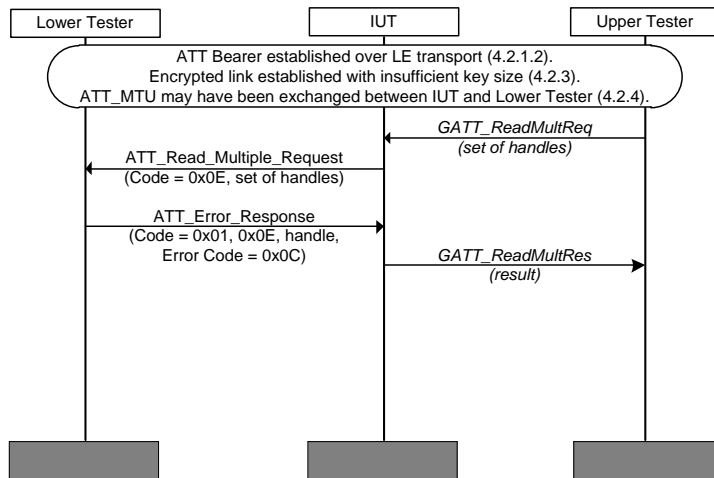 Lower Tester
IUT
Upper Tester
ATT Bearer established over LE transport (4.2.1.2).
Encrypted link established with insufficient key size (4.2.3).
ATT_MTU may have been exchanged between IUT and Lower Tester (4.2.4).
GATT_ReadMultReq
(set of handles)
ATT_Read_Multiple_Request
(Code = 0x0E, set of handles)
ATT_Error_Response
(Code = 0x01, 0x0E, handle,
Error Code = 0x0C)
GATT_ReadMultRes
(result)